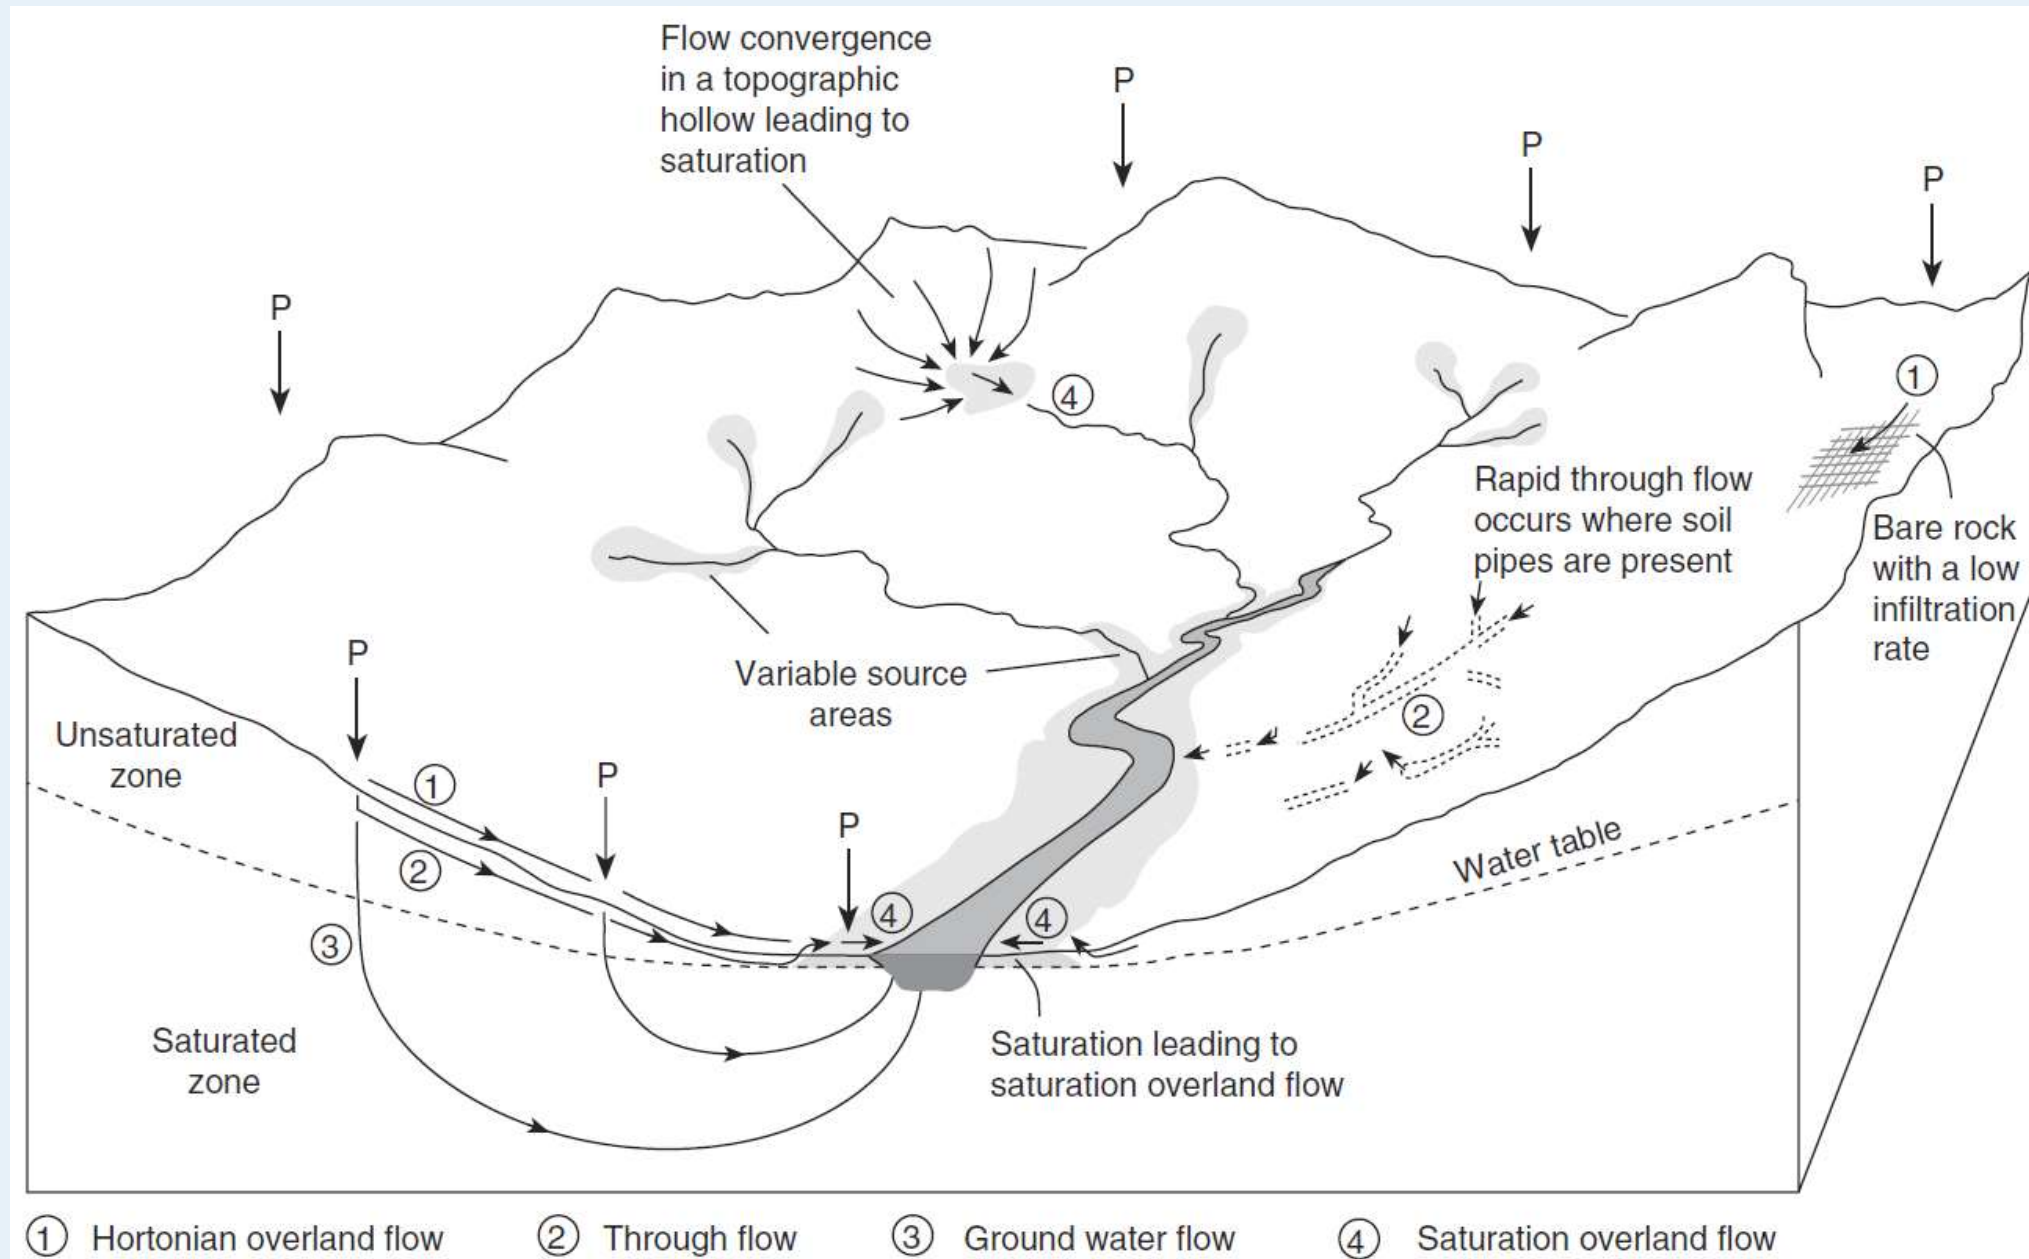 Flow convergence
in a topographic
hollow leading to
saturation
P
P
P
P
④
①
Rapid through flow
occurs where soil
pipes are present
Bare rock
with a low
infiltration
rate
P
Variable source
areas
②
Unsaturated
zone
P
①
②
P
④
④
Water table
③
Saturated
zone
Saturation leading to
saturation overland flow
① Hortonian overland flow ② Through flow ③ Ground water flow ④ Saturation overland flow
P